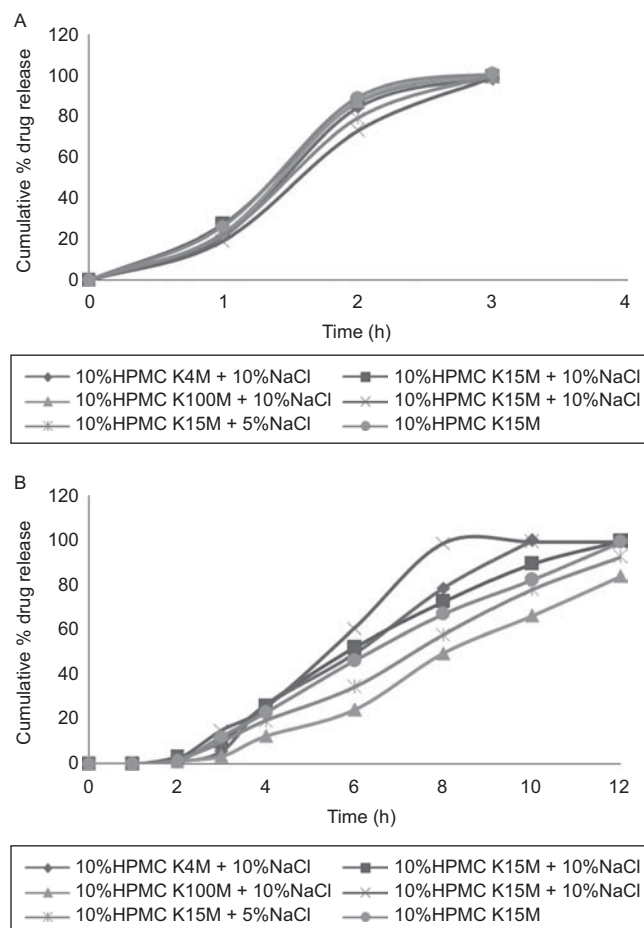 A
120
100
80
60
40
20
0
Cumulative % drug release
0 1 2 3 4
Time (h)
10%HPMC K4M + 10%NaCl 10%HPMC K15M + 10%NaCl
10%HPMC K100M + 10%NaCl 10%HPMC K15M + 10%NaCl
10%HPMC K15M + 5%NaCl 10%HPMC K15M
B
120
100
80
60
40
20
0
Cumulative % drug release
0 2 4 6 8 10 12
Time (h)
10%HPMC K4M + 10%NaCl 10%HPMC K15M + 10%NaCl
10%HPMC K100M + 10%NaCl 10%HPMC K15M + 10%NaCl
10%HPMC K15M + 5%NaCl 10%HPMC K15M